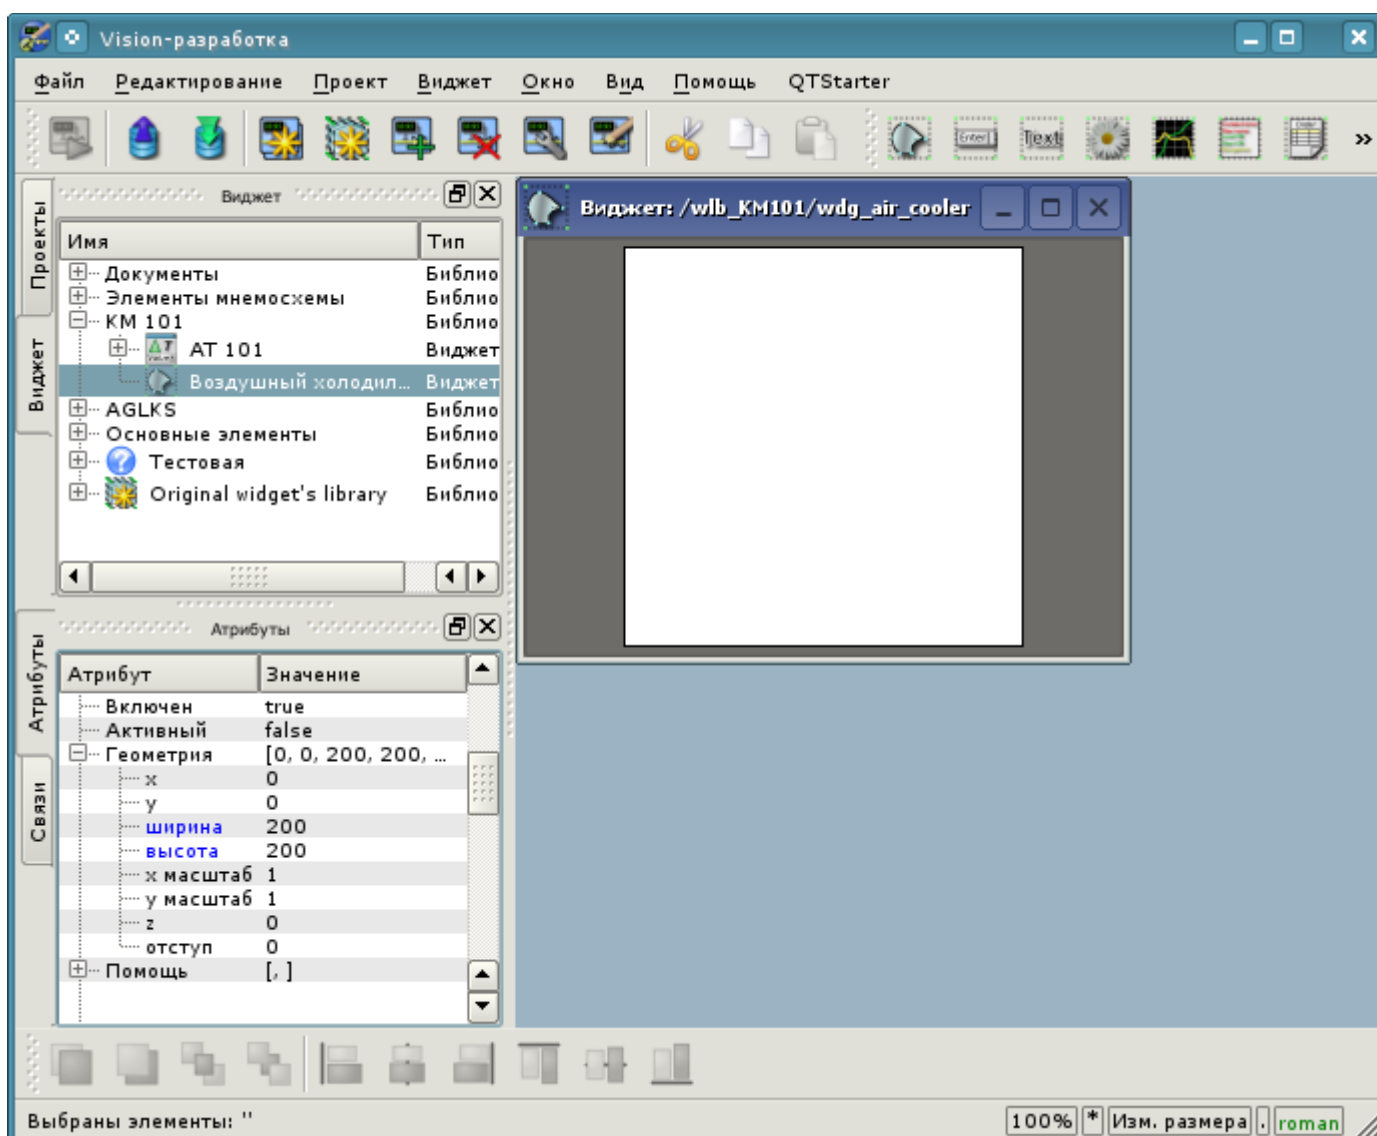 Vision-разработка
Файл Редактирование Проект Виджет Окно Вид Помощь QTStarter
Enter
Text
»
Проекты
Виджет
Виджет
Имя Тип
Документы Библио
Элементы мнемосхемы Библио
КМ 101 Библио
АТ 101 Виджет
Воздушный холодил... Виджет
AGLKS Библио
Основные элементы Библио
Тестовая Библио
Original widget's library Библио
Виджет: /wlb_KM101/wdg_air_cooler
Атрибуты
Связи
Атрибуты
Атрибут Значение
Включен true
Активный false
Геометрия [0, 0, 200, 200, ...
x 0
y 0
ширина 200
высота 200
x масштаб 1
y масштаб 1
z 0
отступ 0
Помощь [, ]
Выбраны элементы: ''
100% * Изм. размера . roman